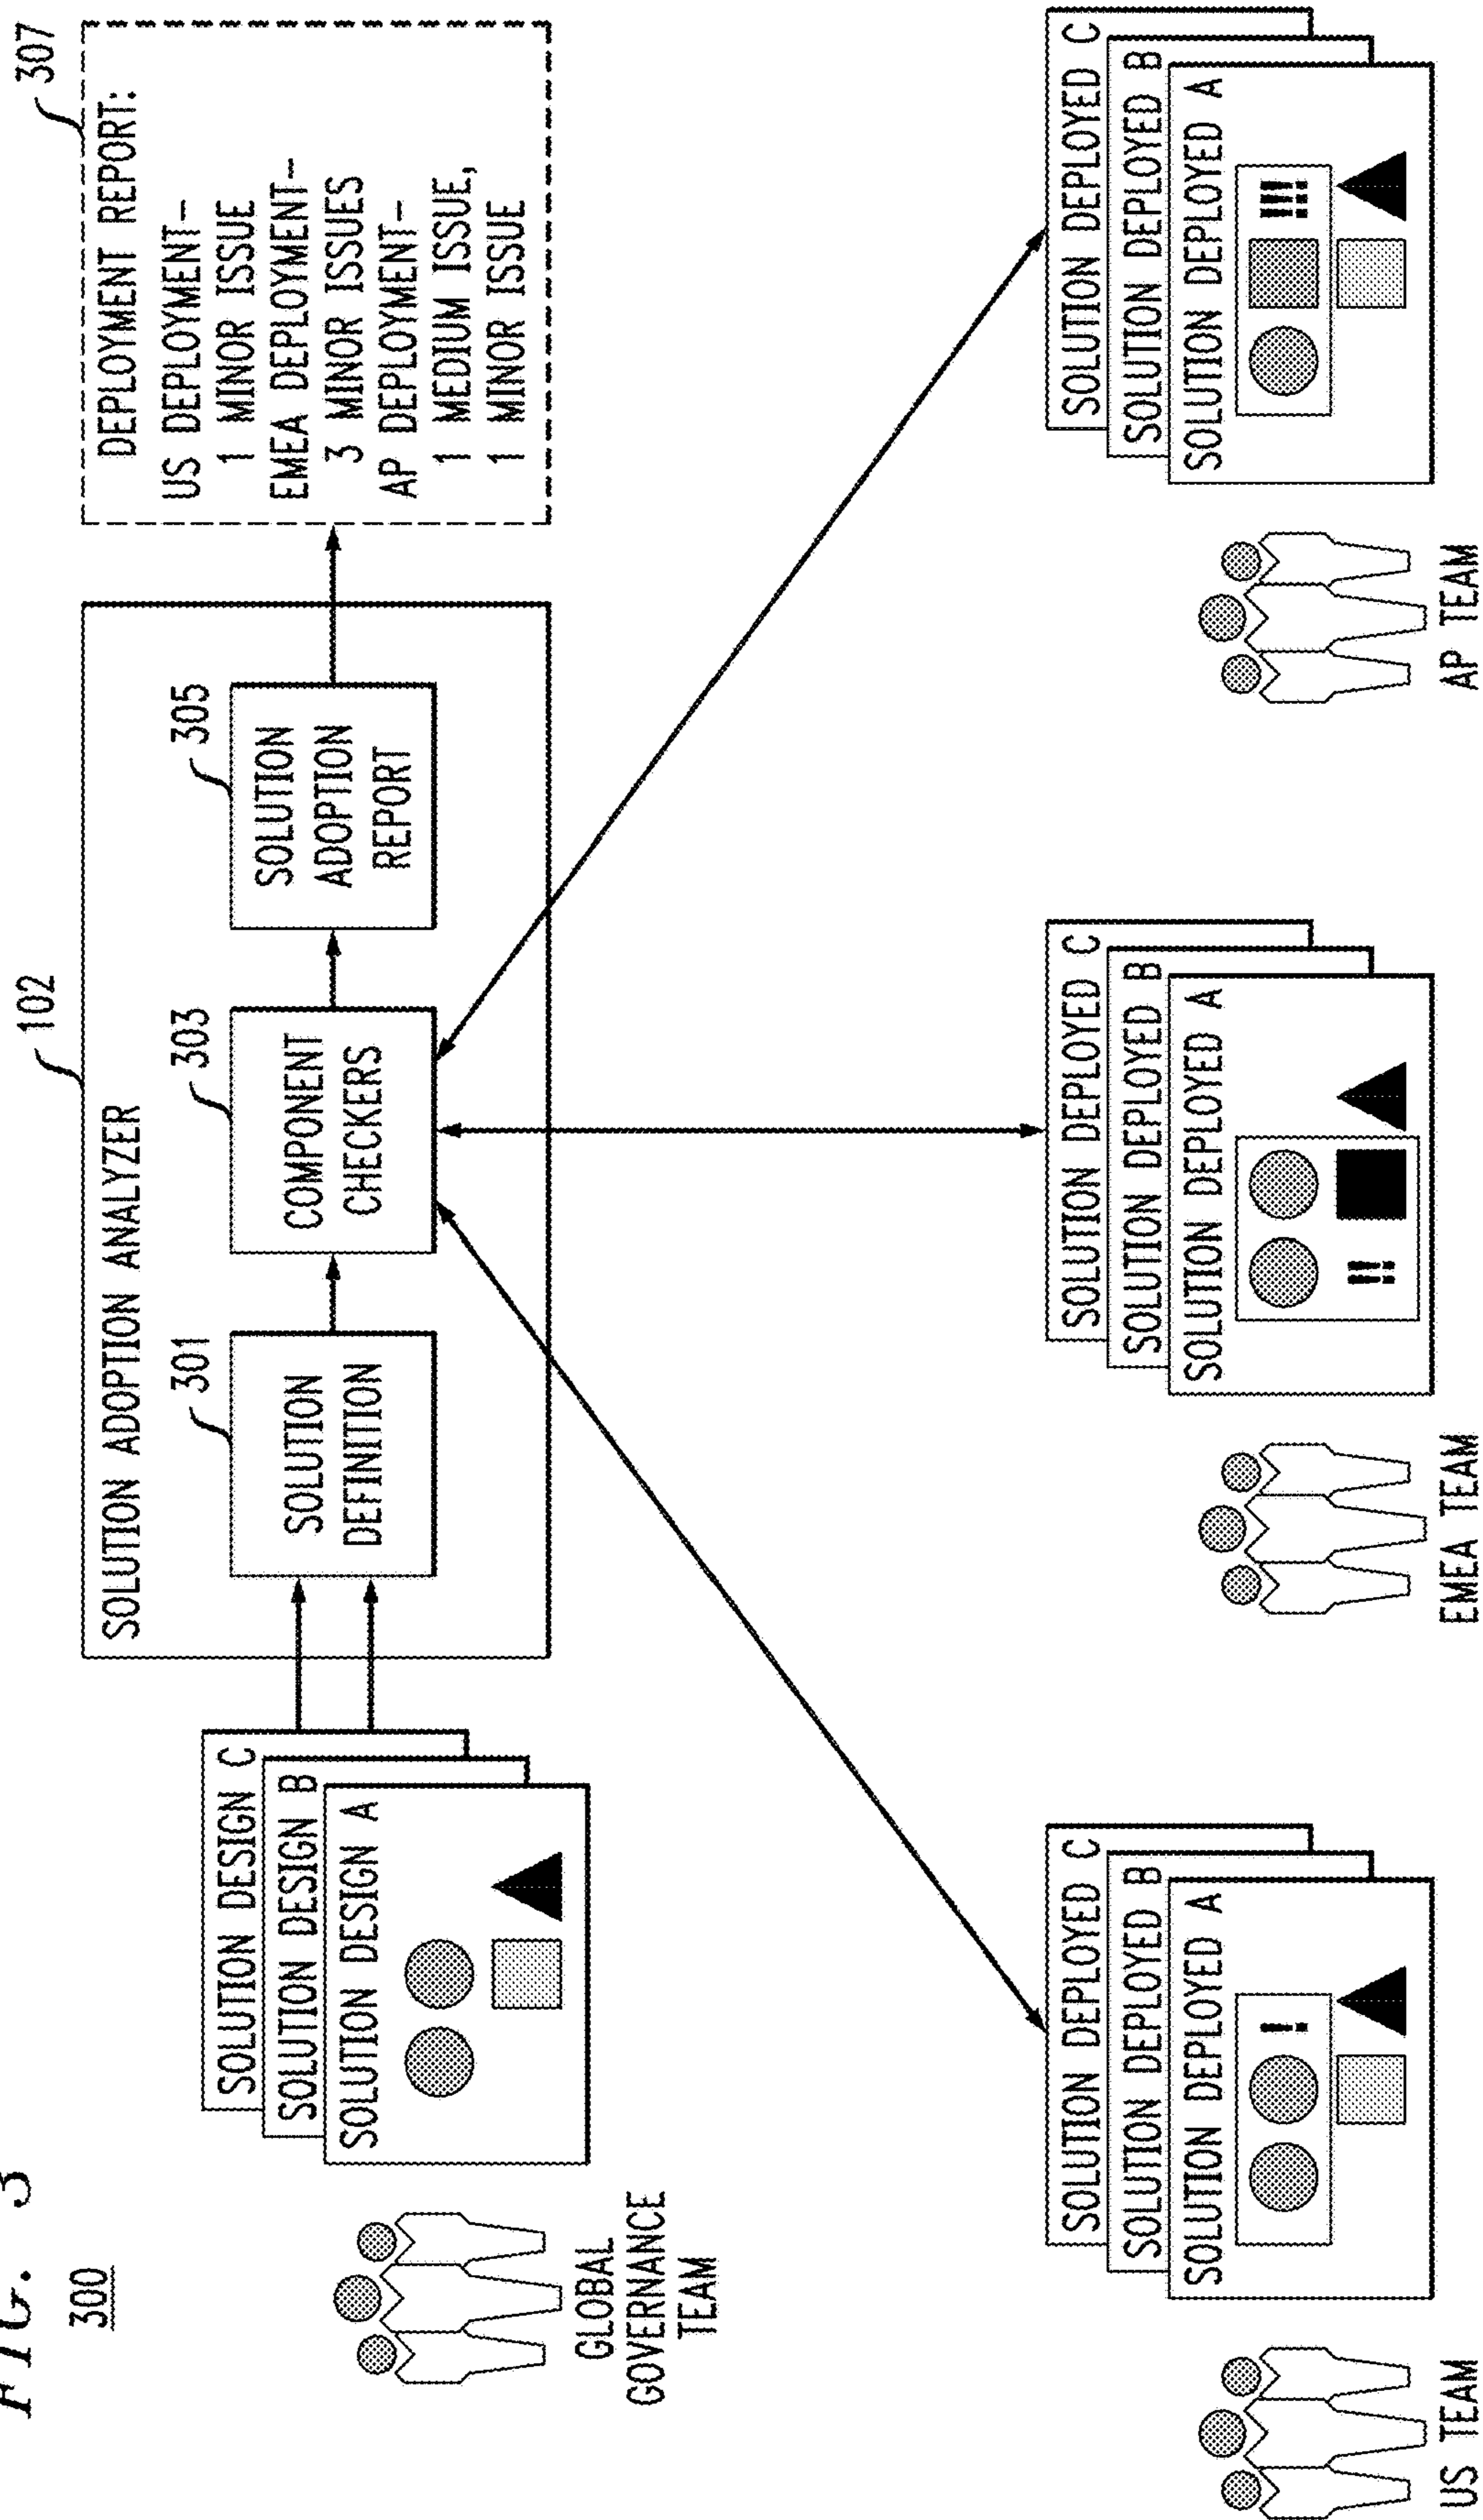 FIG. 3
300
GLOBAL
GOVERNANCE
TEAM
SOLUTION DESIGN C
SOLUTION DESIGN B
SOLUTION DESIGN A
102
SOLUTION ADOPTION ANALYZER
301
SOLUTION
DEFINITION
303
COMPONENT
CHECKERS
305
SOLUTION
ADOPTION
REPORT
307
DEPLOYMENT REPORT:
US DEPLOYMENT-
1 MINOR ISSUE
EMEA DEPLOYMENT-
3 MINOR ISSUES
AP DEPLOYMENT-
1 MEDIUM ISSUE,
1 MINOR ISSUE
US TEAM
SOLUTION DEPLOYED C
SOLUTION DEPLOYED B
SOLUTION DEPLOYED A
!
EMEA TEAM
SOLUTION DEPLOYED C
SOLUTION DEPLOYED B
SOLUTION DEPLOYED A
!!
AP TEAM
SOLUTION DEPLOYED C
SOLUTION DEPLOYED B
SOLUTION DEPLOYED A
!!!